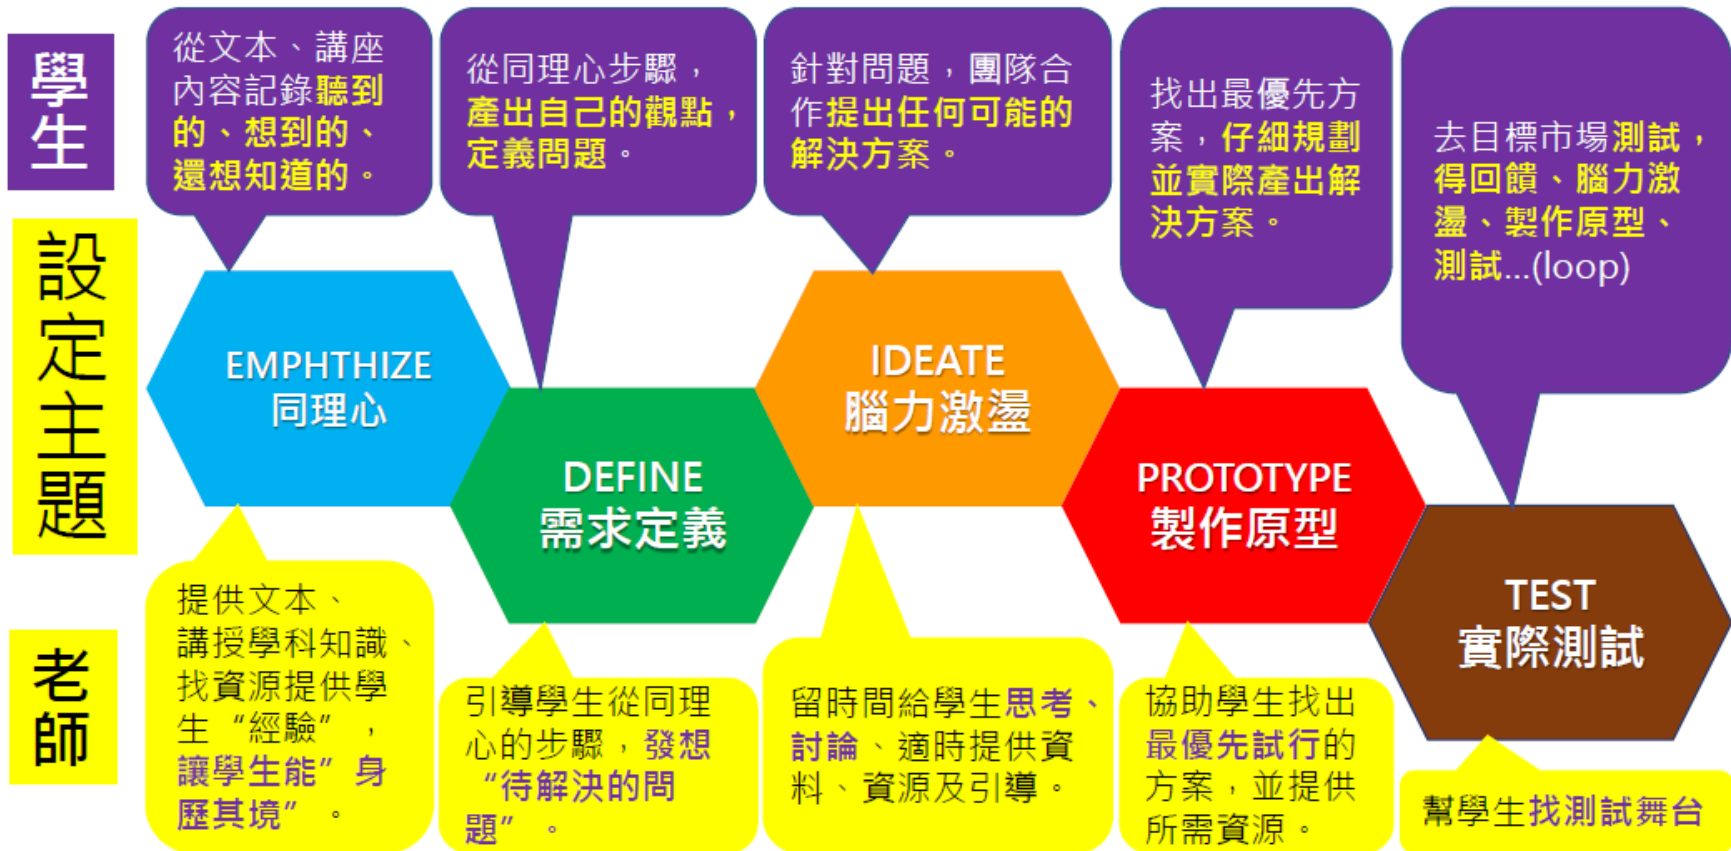 學
生
從文本、講座
內容記錄聽到
的、想到的、
還想知道的。
從同理心步驟，
產出自己的觀點，
定義問題。
針對問題，團隊合
作提出任何可能的
解決方案。
找出最優先方
案，仔細規劃
並實際產出解
決方案。
去目標市場測試，
得回饋、腦力激
盪、製作原型、
測試...(loop)
設
定
主
題
EMPHTHIZE
同理心
DEFINE
需求定義
IDEATE
腦力激盪
PROTOTYPE
製作原型
TEST
實際測試
老
師
提供文本、
講授學科知識、
找資源提供學
生“經驗”，
讓學生能”身
歷其境”。
引導學生從同理
心的步驟，發想
“待解決的問
題”。
留時間給學生思考、
討論、適時提供資
料、資源及引導。
協助學生找出
最優先試行的
方案，並提供
所需資源。
幫學生找測試舞台